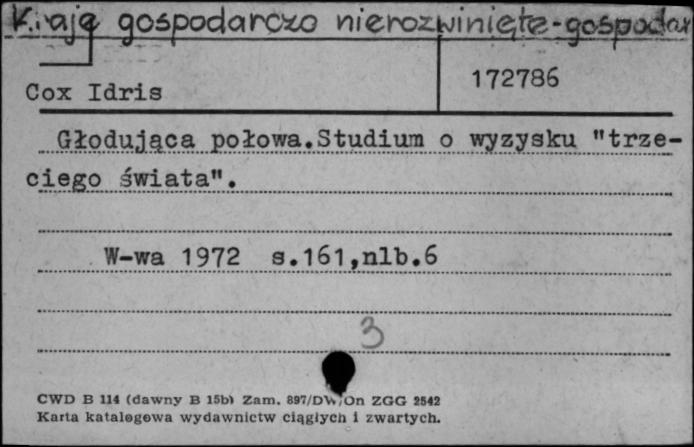 Kraje gospodarczo nierozwinięte-gospodar
Cox Idris
172786
Głodująca połowa.Studium o wyzysku "trze-
ciego świata".
W-wa 1972 s.161,nlb.6
3
CWD B 114 (dawny B 15b) Zam. 897/DW/On ZGG 2542
Karta katalogowa wydawnictw ciągłych i zwartych.